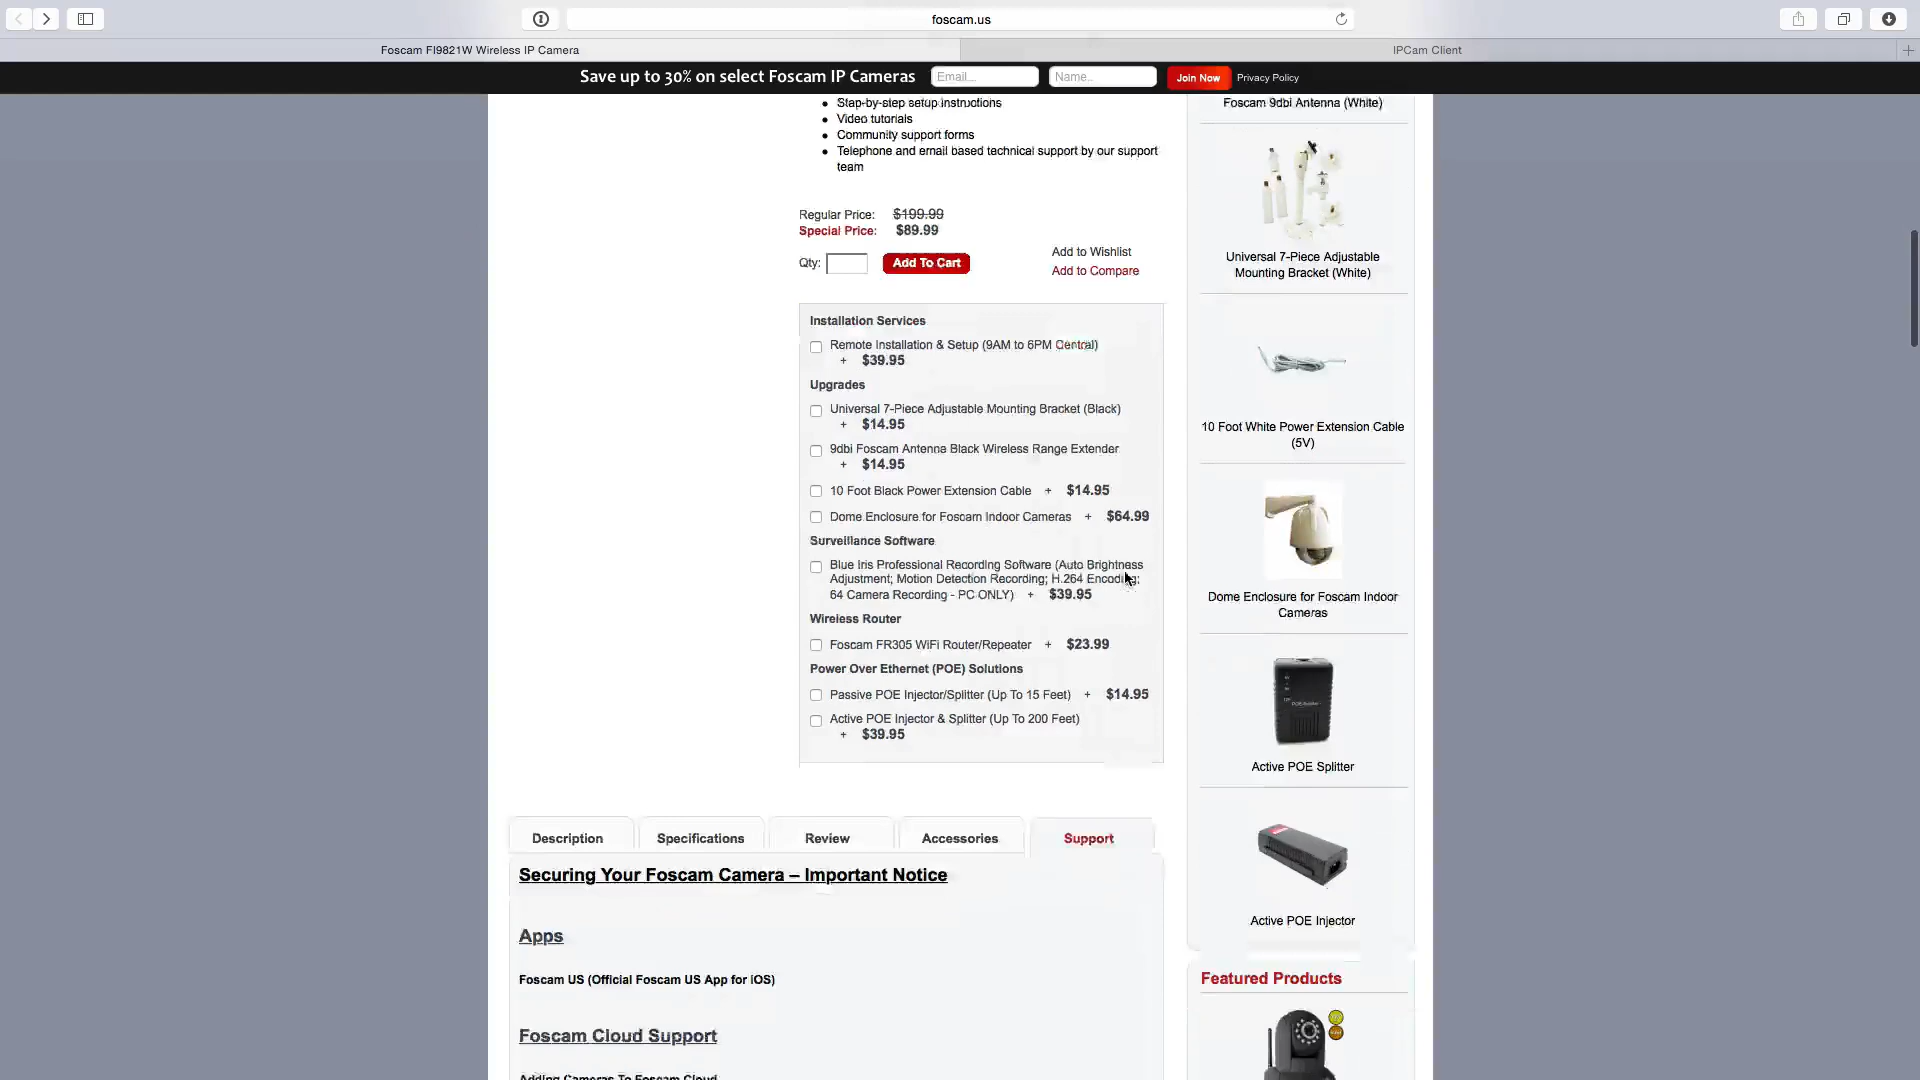 foscam.us
Foscam FI9821W Wireless IP Camera
IPCam Client
Save up to 30% on select Foscam IP Cameras
Email...
Name..
Join Now
Privacy Policy
Step-by-step setup instructions
Video tutorials
Community support forms
Telephone and email based technical support by our support
team
Regular Price: $199.99
Special Price: $89.99
Qty:
Add To Cart
Add to Wishlist
Add to Compare
Installation Services
Remote Installation & Setup (9AM to 6PM Central)
+ $39.95
Upgrades
Universal 7-Piece Adjustable Mounting Bracket (Black)
+ $14.95
9dbi Foscam Antenna Black Wireless Range Extender
+ $14.95
10 Foot Black Power Extension Cable + $14.95
Dome Enclosure for Foscam Indoor Cameras + $64.99
Surveillance Software
Blue Iris Professional Recording Software (Auto Brightness
Adjustment; Motion Detection Recording; H.264 Encoding;
64 Camera Recording - PC ONLY) + $39.95
Wireless Router
Foscam FR305 WiFi Router/Repeater + $23.99
Power Over Ethernet (POE) Solutions
Passive POE Injector/Splitter (Up To 15 Feet) + $14.95
Active POE Injector & Splitter (Up To 200 Feet)
+ $39.95
Description
Specifications
Review
Accessories
Support
Securing Your Foscam Camera – Important Notice
Apps
Foscam US (Official Foscam US App for iOS)
Foscam Cloud Support
Adding Cameras To Foscam Cloud
Foscam 9dbi Antenna (White)
Universal 7-Piece Adjustable
Mounting Bracket (White)
10 Foot White Power Extension Cable
(5V)
Dome Enclosure for Foscam Indoor
Cameras
Active POE Splitter
Active POE Injector
Featured Products